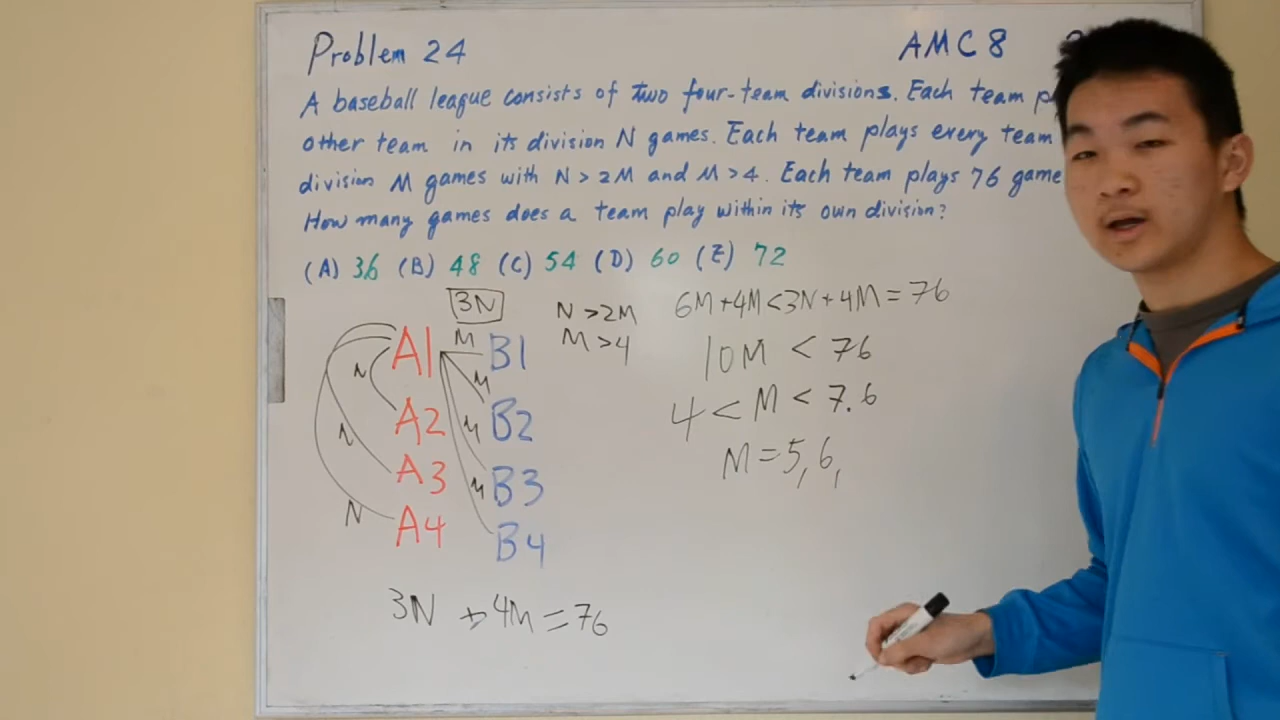 Problem 24 AMC 8
A baseball league consists of two four-team divisions. Each team
other team in its division N games. Each team plays every team
division M games with N > 2M and M > 4. Each team plays 76 game
How many games does a team play within its own division?
(A) 36 (B) 48 (C) 54 (D) 60 (E) 72
3N
N > 2M
M > 4
6M + 4M < 3N + 4M = 76
10M < 76
4 < M < 7.6
M = 5, 6,
A1 M B1
N M
A2 M B2
N
A3 M B3
N
A4 B4
3N + 4M = 76